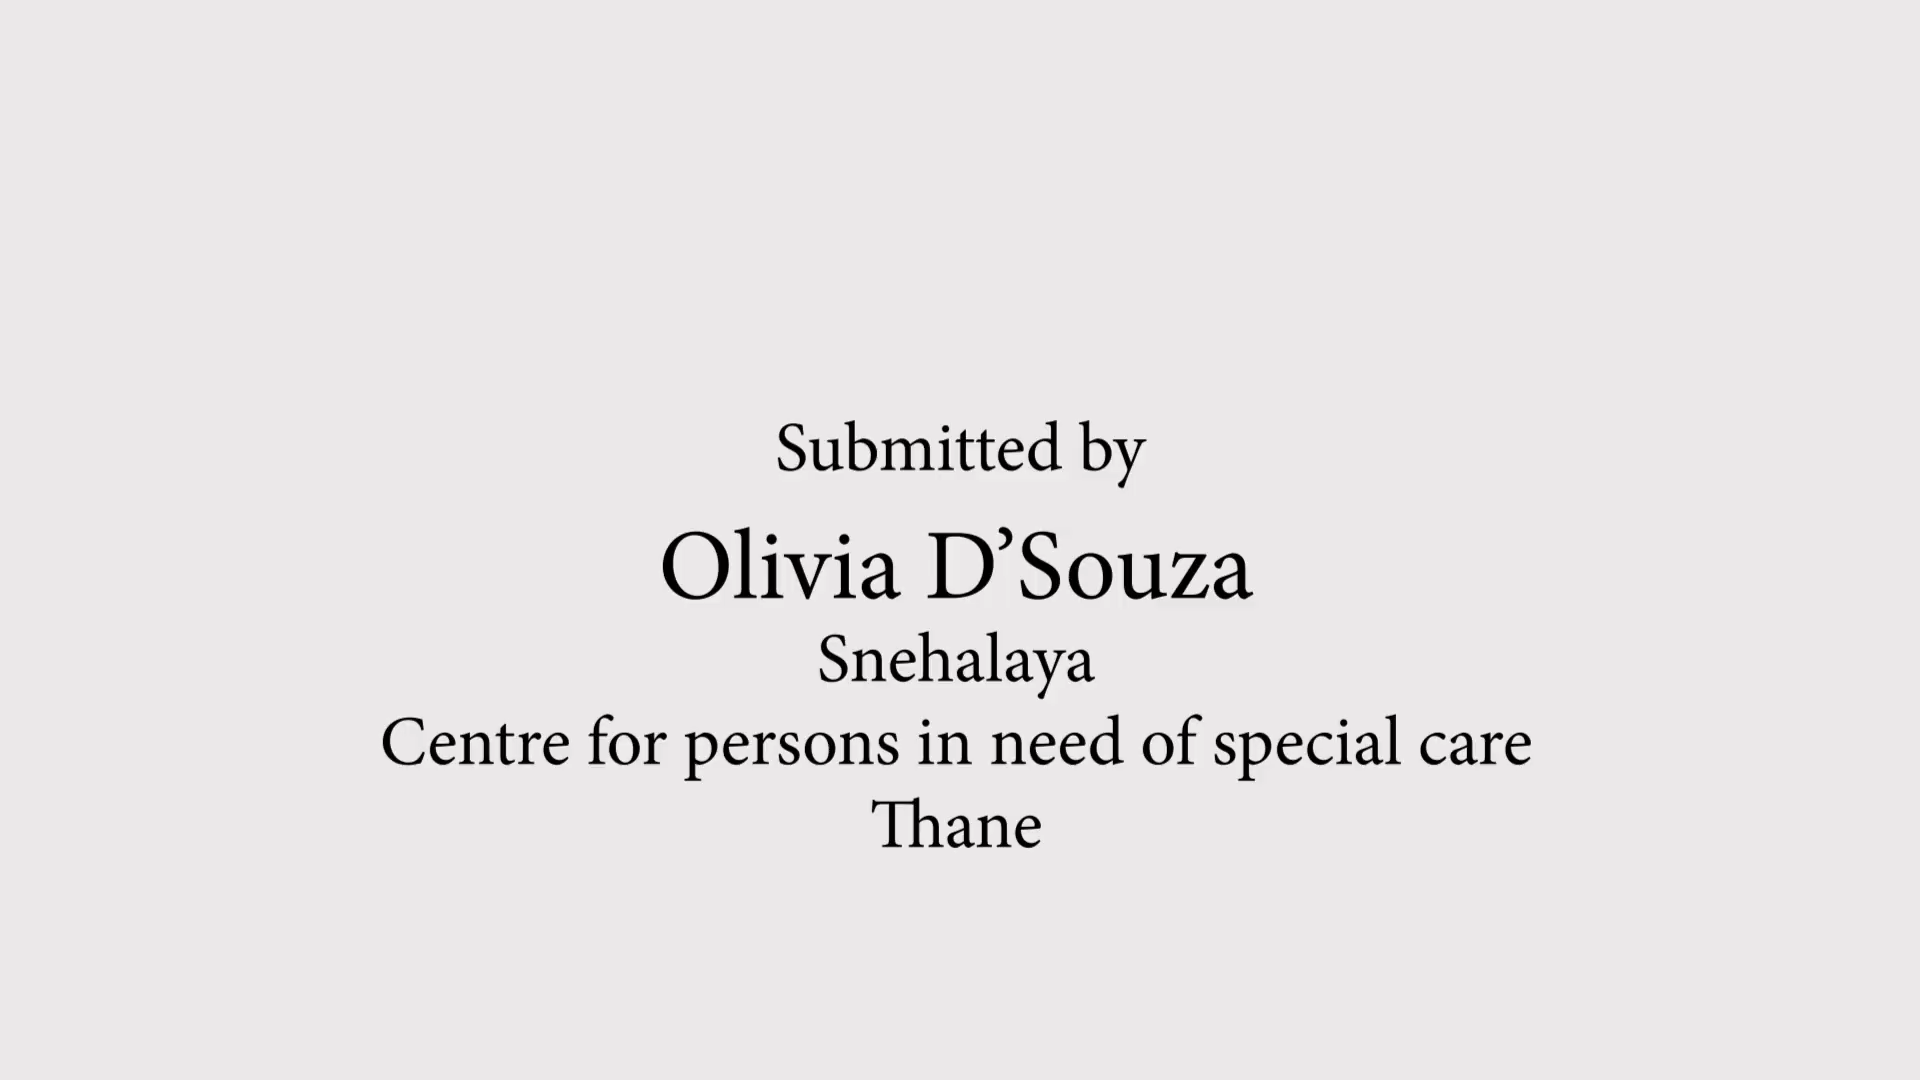 Submitted by
Olivia D’Souza
Snehalaya
Centre for persons in need of special care
Thane